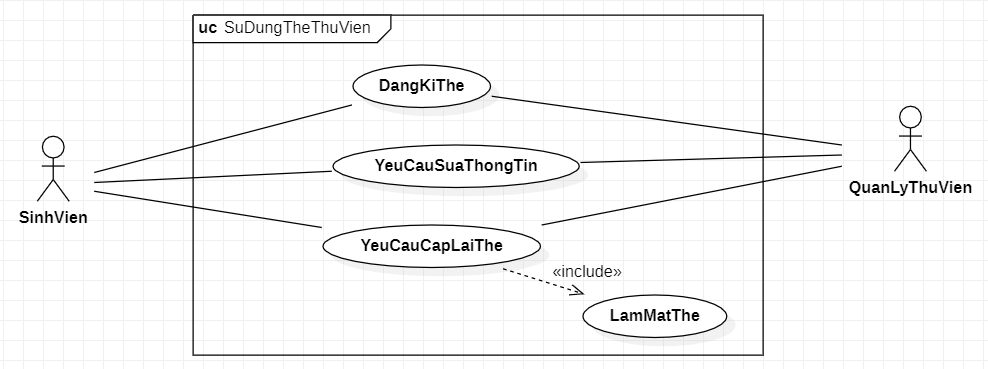 uc SuDungTheThuVien
DangKiThe
YeuCauSuaThongTin
QuanLyThuVien
SinhVien
YeuCauCapLaiThe
«include»
LamMatThe